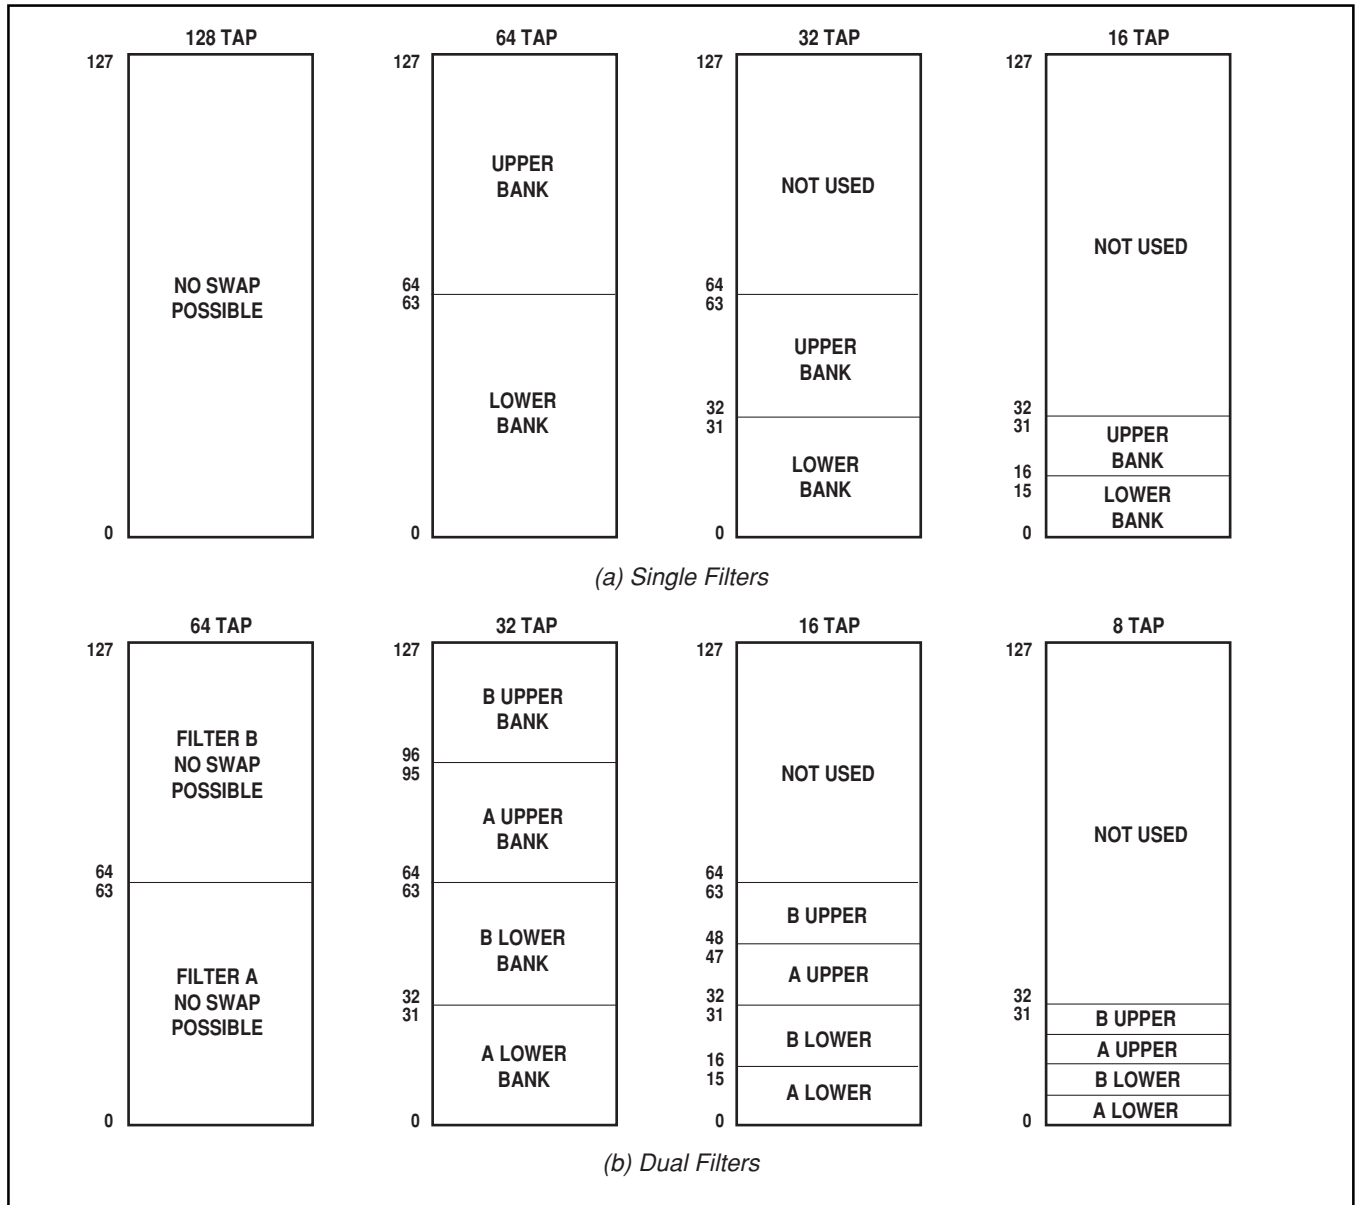 128 TAP
127
NO SWAP
POSSIBLE
0
64 TAP
127
UPPER
BANK
64
63
LOWER
BANK
0
32 TAP
127
NOT USED
64
63
UPPER
BANK
32
31
LOWER
BANK
0
16 TAP
127
NOT USED
32
31
UPPER
BANK
16
15
LOWER
BANK
0
(a) Single Filters
64 TAP
127
FILTER B
NO SWAP
POSSIBLE
64
63
FILTER A
NO SWAP
POSSIBLE
0
32 TAP
127
B UPPER
BANK
96
95
A UPPER
BANK
64
63
B LOWER
BANK
32
31
A LOWER
BANK
0
16 TAP
127
NOT USED
64
63
B UPPER
48
47
A UPPER
32
31
B LOWER
16
15
A LOWER
0
8 TAP
127
NOT USED
32
31
B UPPER
A UPPER
B LOWER
A LOWER
0
(b) Dual Filters